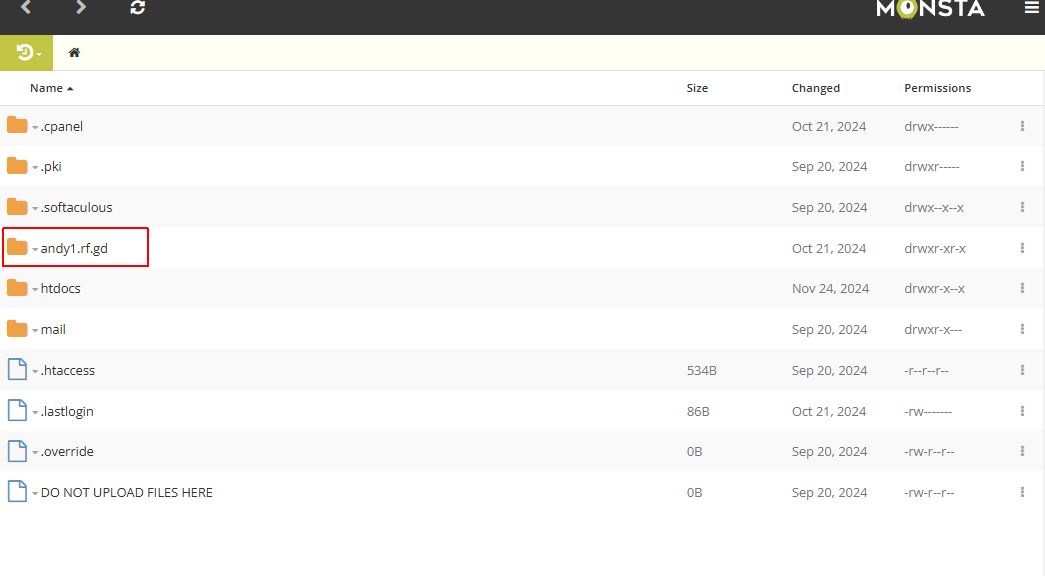 MONSTA
Name Size Changed Permissions
.cpanel Oct 21, 2024 drwx------
.pki Sep 20, 2024 drwxr-----
.softaculous Sep 20, 2024 drwx--x--x
andy1.rf.gd Oct 21, 2024 drwxr-xr-x
htdocs Nov 24, 2024 drwxr-x--x
mail Sep 20, 2024 drwxr-x---
.htaccess 534B Sep 20, 2024 -r--r--r--
.lastlogin 86B Oct 21, 2024 -rw-------
.override 0B Sep 20, 2024 -rw-r--r--
DO NOT UPLOAD FILES HERE 0B Sep 20, 2024 -rw-r--r--